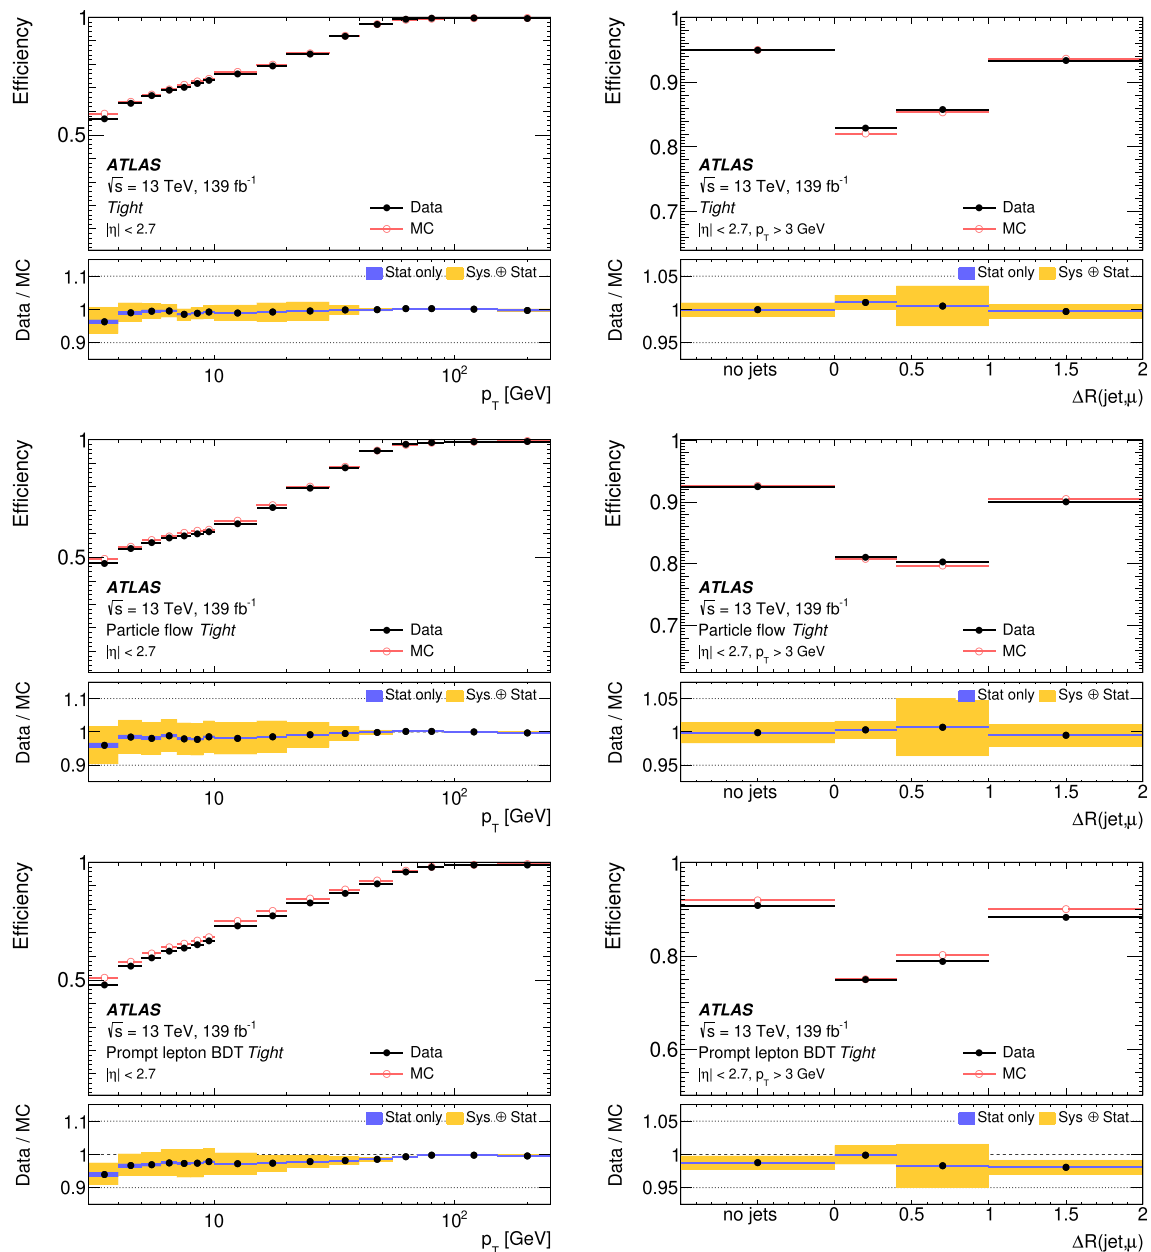 1
0.5
Efficiency
ATLAS
√s = 13 TeV, 139 fb-1
Tight
|η| < 2.7
Data
MC
Stat only
Sys ⊕ Stat
1.1
1
0.9
Data / MC
10
10²
p_T [GeV]
1
0.9
0.8
0.7
Efficiency
ATLAS
√s = 13 TeV, 139 fb-1
Tight
|η| < 2.7, p_T > 3 GeV
Data
MC
Stat only
Sys ⊕ Stat
1.05
1
0.95
Data / MC
no jets
0
0.5
1
1.5
2
ΔR(jet,μ)
1
0.5
Efficiency
ATLAS
√s = 13 TeV, 139 fb-1
Particle flow Tight
|η| < 2.7
Data
MC
Stat only
Sys ⊕ Stat
1.1
1
0.9
Data / MC
10
10²
p_T [GeV]
1
0.9
0.8
0.7
Efficiency
ATLAS
√s = 13 TeV, 139 fb-1
Particle flow Tight
|η| < 2.7, p_T > 3 GeV
Data
MC
Stat only
Sys ⊕ Stat
1.05
1
0.95
Data / MC
no jets
0
0.5
1
1.5
2
ΔR(jet,μ)
1
0.5
Efficiency
ATLAS
√s = 13 TeV, 139 fb-1
Prompt lepton BDT Tight
|η| < 2.7
Data
MC
Stat only
Sys ⊕ Stat
1.1
1
0.9
Data / MC
10
10²
p_T [GeV]
1
0.8
0.6
Efficiency
ATLAS
√s = 13 TeV, 139 fb-1
Prompt lepton BDT Tight
|η| < 2.7, p_T > 3 GeV
Data
MC
Stat only
Sys ⊕ Stat
1.05
1
0.95
Data / MC
no jets
0
0.5
1
1.5
2
ΔR(jet,μ)